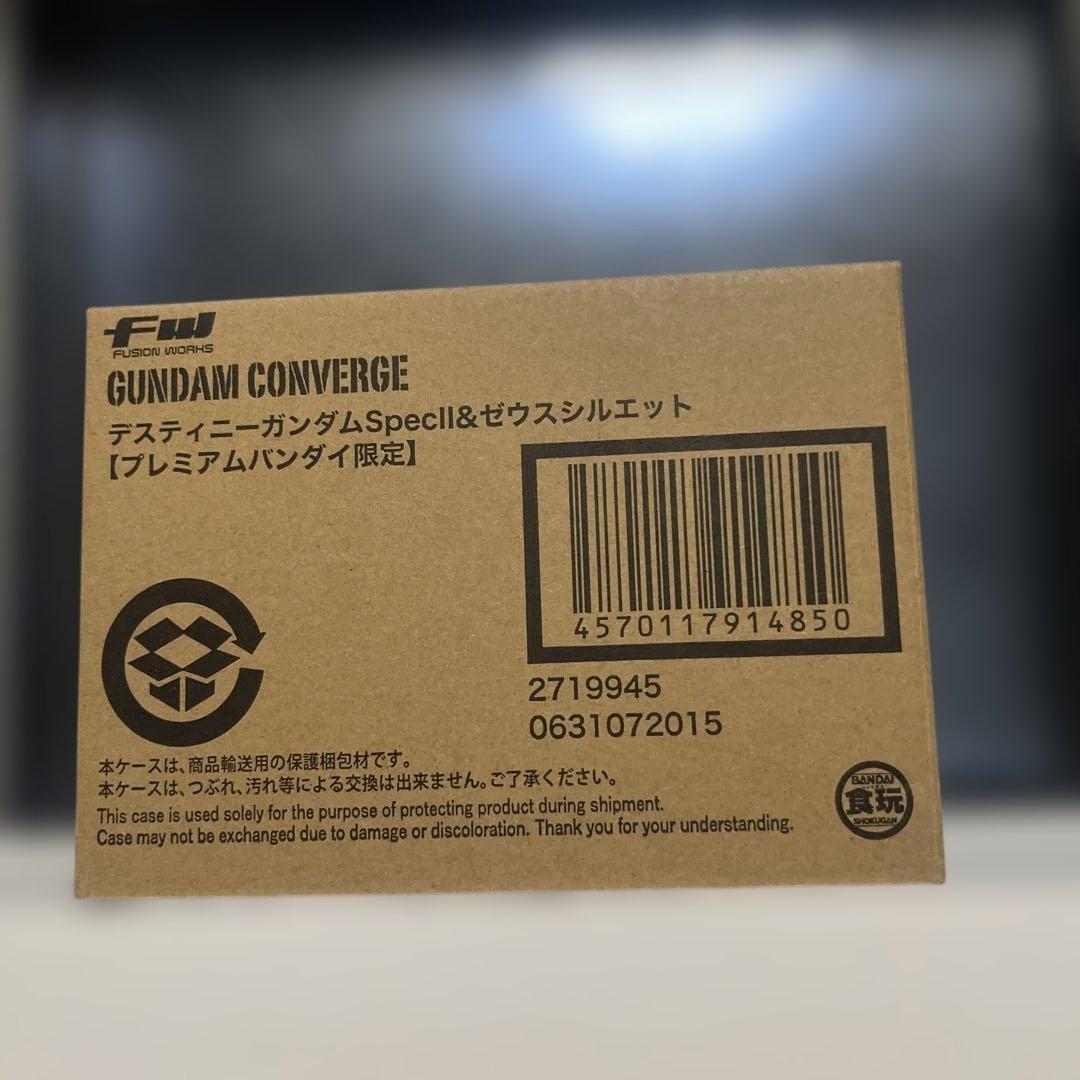 FW
FUSION WORKS
GUNDAM CONVERGE
デスティニーガンダムSpecII&ゼウスシルエット
【プレミアムバンダイ限定】
4570117914850
2719945
0631072015
本ケースは、商品輸送用の保護梱包材です。
本ケースは、つぶれ、汚れ等による交換は出来ません。ご了承ください。
This case is used solely for the purpose of protecting product during shipment.
Case may not be exchanged due to damage or discoloration. Thank you for your understanding.
BANDAI
食玩
SHOKUGAN